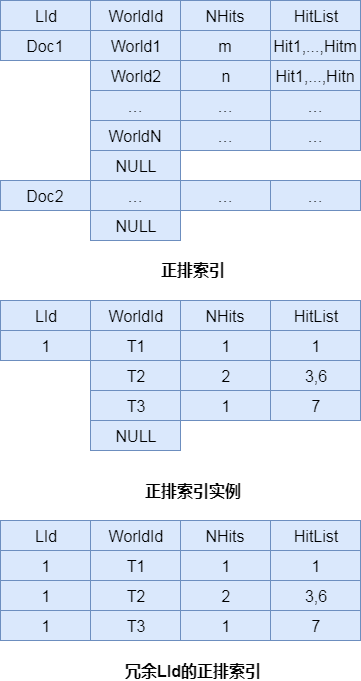 LId WorldId NHits HitList
Doc1 World1 m Hit1,...,Hitm
World2 n Hit1,...,Hitn
... ... ...
WorldN ... ...
NULL
Doc2 ... ... ...
NULL
正排索引
LId WorldId NHits HitList
1 T1 1 1
T2 2 3,6
T3 1 7
NULL
正排索引实例
LId WorldId NHits HitList
1 T1 1 1
1 T2 2 3,6
1 T3 1 7
冗余LId的正排索引